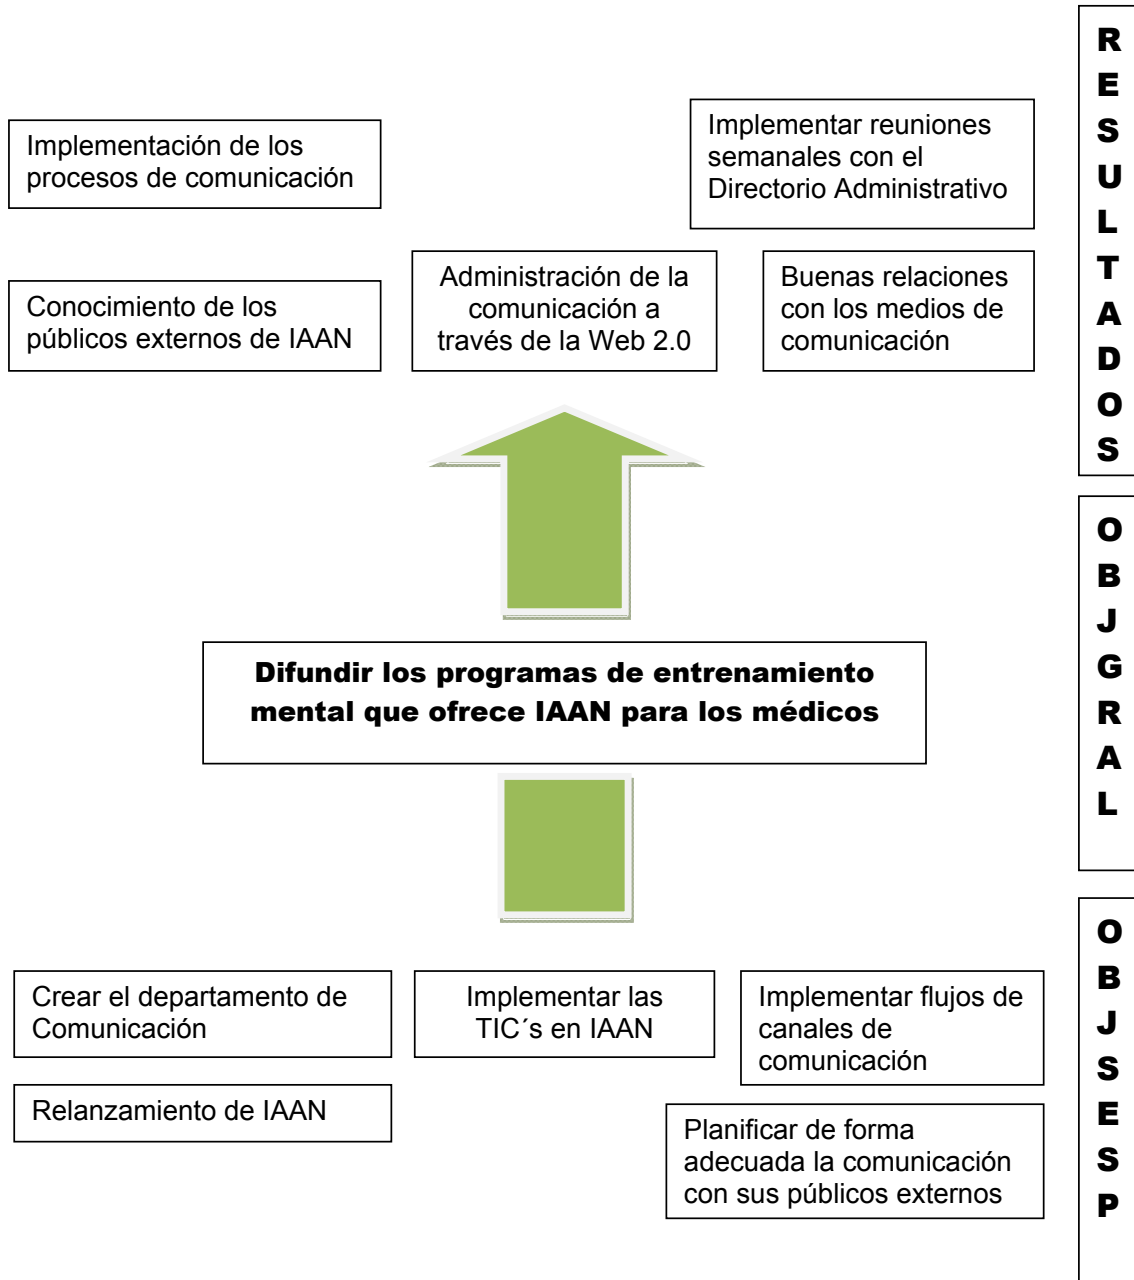 Implementación de los
procesos de comunicación
Implementar reuniones
semanales con el
Directorio Administrativo
Conocimiento de los
públicos externos de IAAN
Administración de la
comunicación a
través de la Web 2.0
Buenas relaciones
con los medios de
comunicación
R
E
S
U
L
T
A
D
O
S
Difundir los programas de entrenamiento
mental que ofrece IAAN para los médicos
O
B
J
G
R
A
L
Crear el departamento de
Comunicación
Implementar las
TIC´s en IAAN
Implementar flujos de
canales de
comunicación
Relanzamiento de IAAN
Planificar de forma
adecuada la comunicación
con sus públicos externos
O
B
J
S
E
S
P